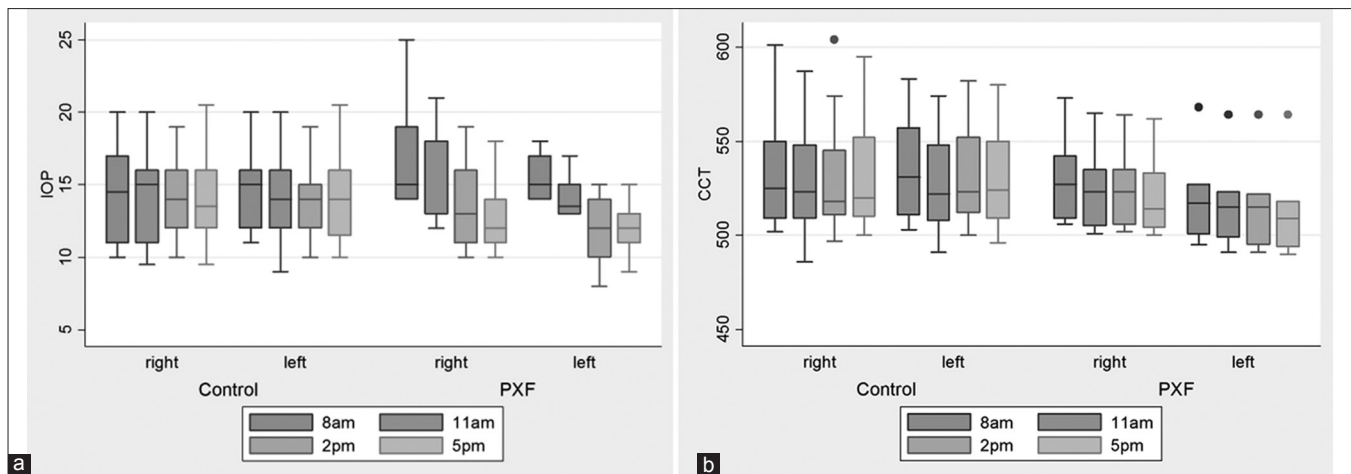 25
20
15
10
5
IOP
right left right left
Control PXF
8am 11am
2pm 5pm
a
600
550
500
450
CCT
right left right left
Control PXF
8am 11am
2pm 5pm
b